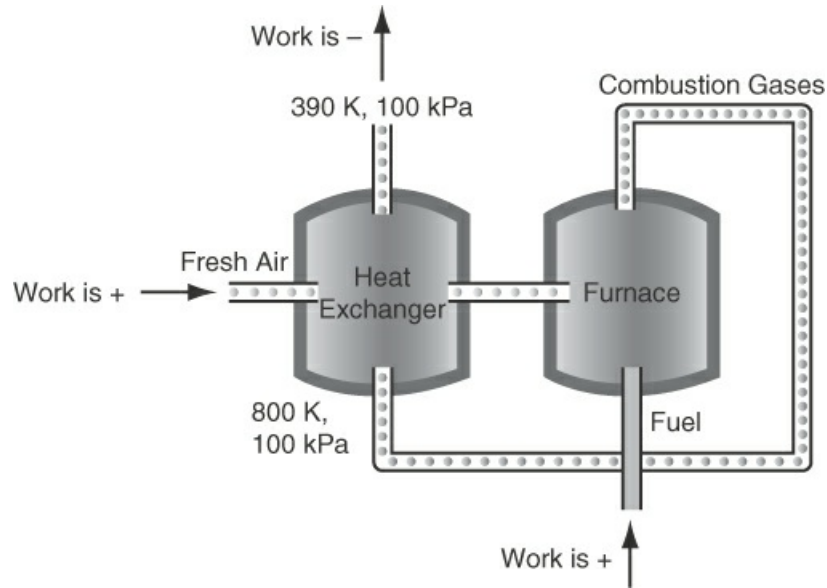 Work is –
Combustion Gases
390 K, 100 kPa
Fresh Air
Work is +
Heat
Exchanger
Furnace
800 K,
100 kPa
Fuel
Work is +